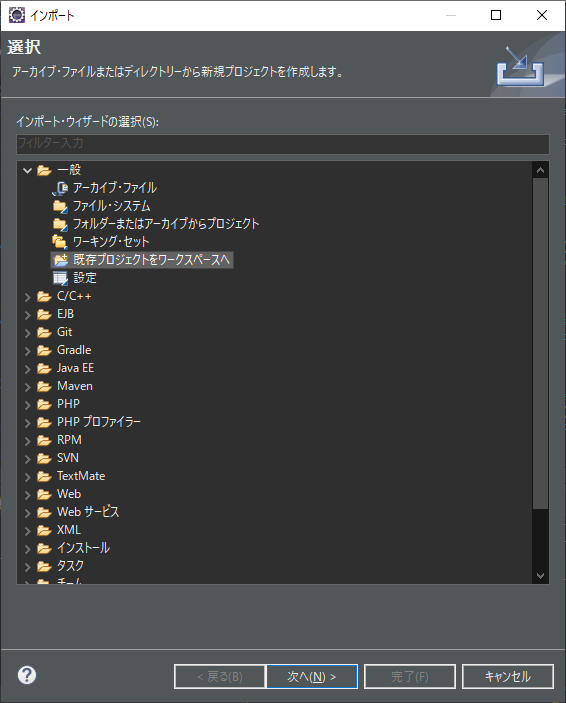 インポート
選択
アーカイブ・ファイルまたはディレクトリーから新規プロジェクトを作成します。
インポート・ウィザードの選択(S):
フィルター入力
一般
アーカイブ・ファイル
ファイル・システム
フォルダーまたはアーカイブからプロジェクト
ワーキング・セット
既存プロジェクトをワークスペースへ
設定
C/C++
EJB
Git
Gradle
Java EE
Maven
PHP
PHP プロファイラー
RPM
SVN
TextMate
Web
Web サービス
XML
インストール
タスク
チーム
< 戻る(B) 次へ(N) > 完了(F) キャンセル